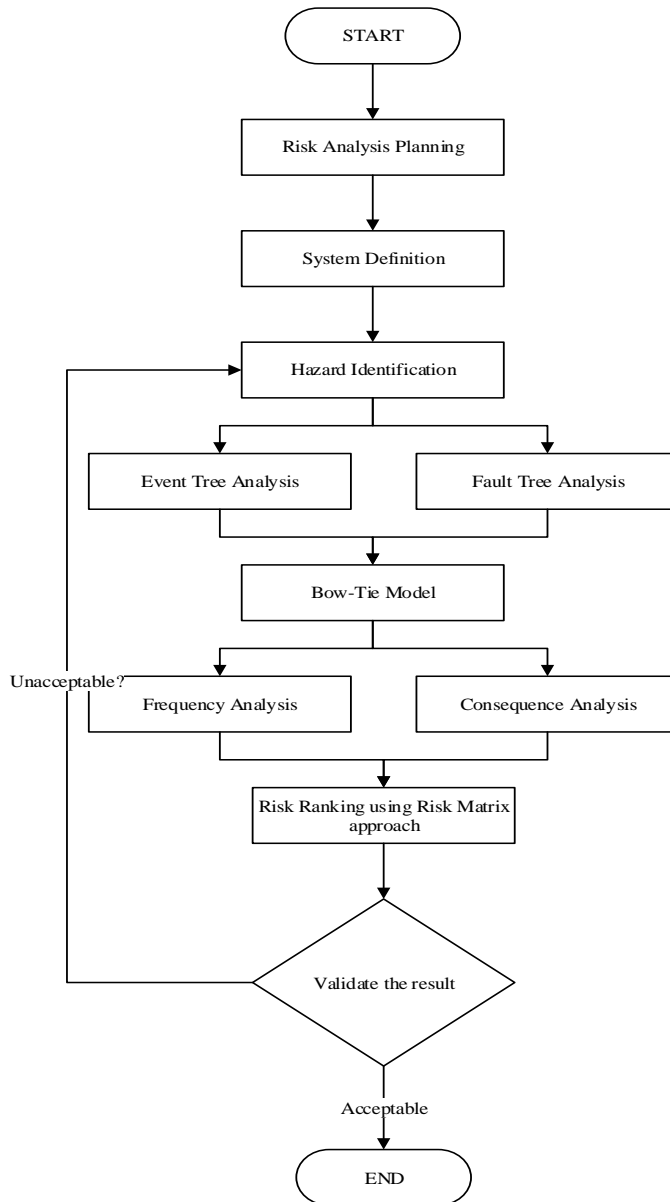 START
Risk Analysis Planning
System Definition
Hazard Identification
Event Tree Analysis
Fault Tree Analysis
Bow-Tie Model
Unacceptable?
Frequency Analysis
Consequence Analysis
Risk Ranking using Risk Matrix
approach
Validate the result
Acceptable
END